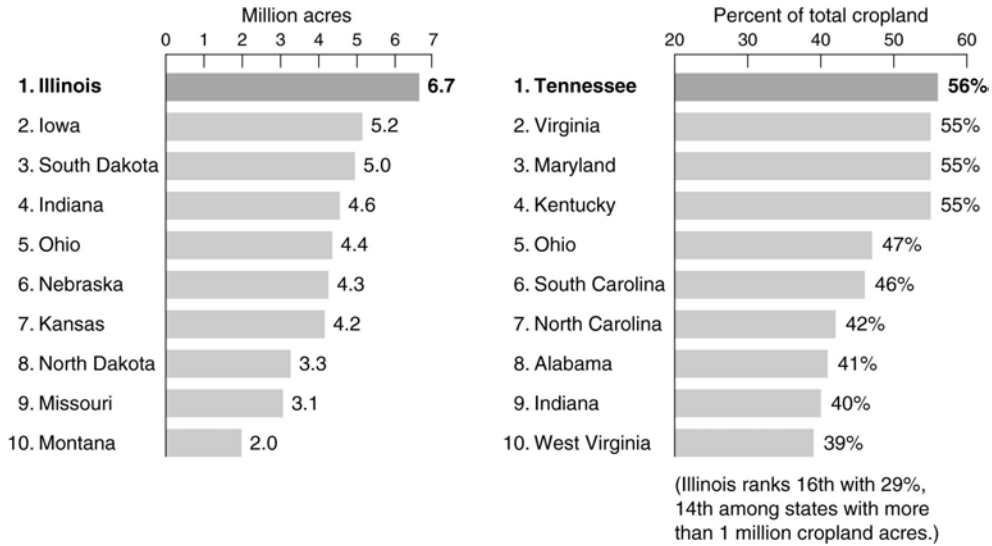 Million acres
0 1 2 3 4 5 6 7
1. Illinois 6.7
2. Iowa 5.2
3. South Dakota 5.0
4. Indiana 4.6
5. Ohio 4.4
6. Nebraska 4.3
7. Kansas 4.2
8. North Dakota 3.3
9. Missouri 3.1
10. Montana 2.0
Percent of total cropland
20 30 40 50 60
1. Tennessee 56%
2. Virginia 55%
3. Maryland 55%
4. Kentucky 55%
5. Ohio 47%
6. South Carolina 46%
7. North Carolina 42%
8. Alabama 41%
9. Indiana 40%
10. West Virginia 39%
(Illinois ranks 16th with 29%,
14th among states with more
than 1 million cropland acres.)